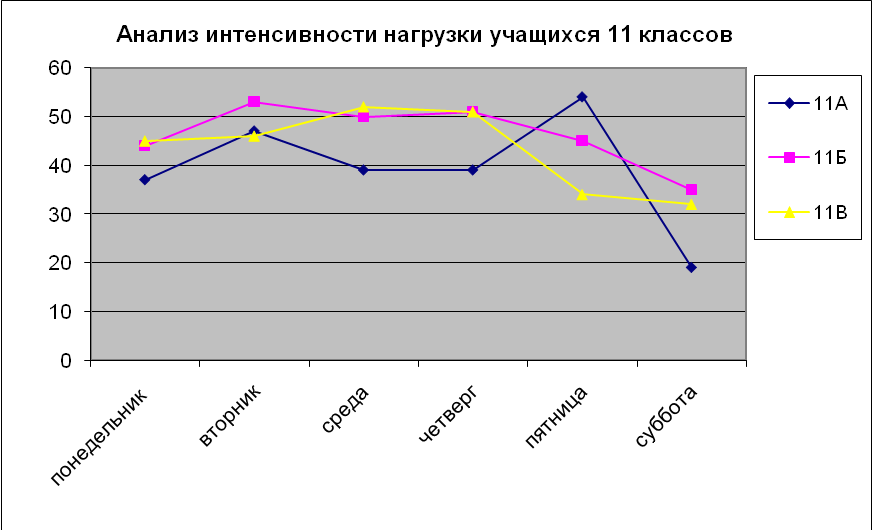 Анализ интенсивности нагрузки учащихся 11 классов
60
50
40
30
20
10
0
понедельник
вторник
среда
четверг
пятница
суббота
11А
11Б
11В